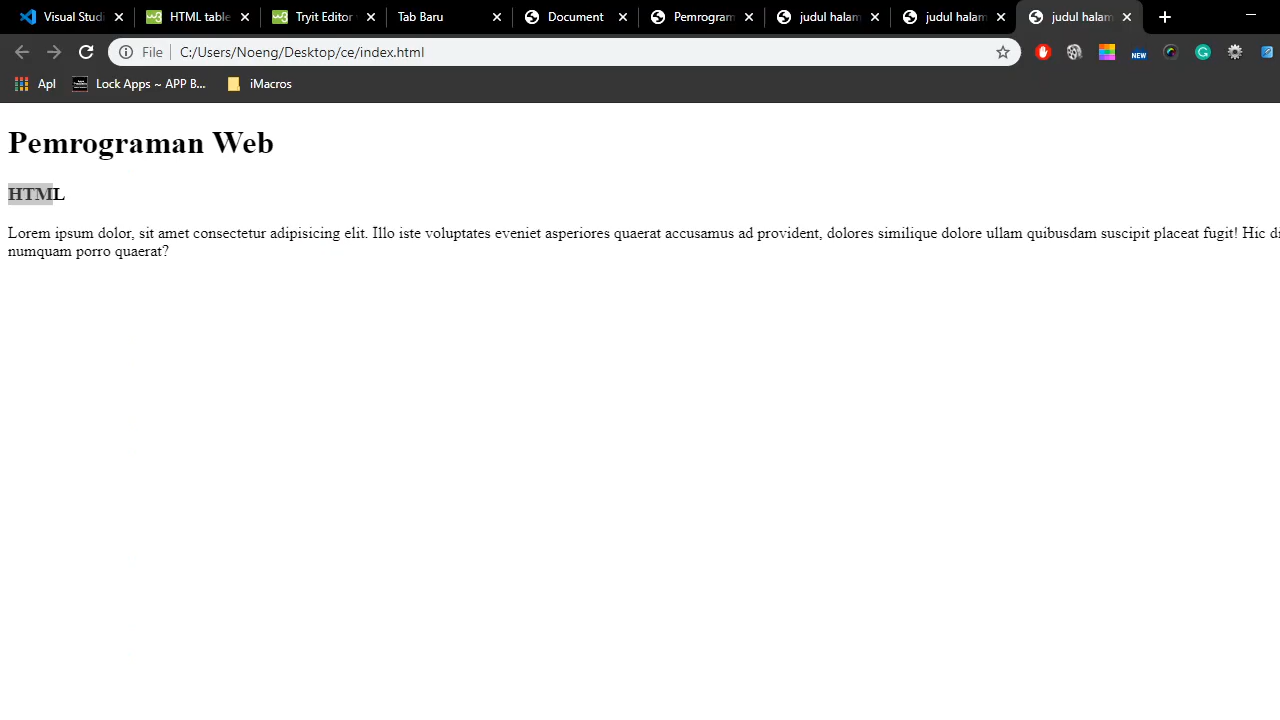 Visual Studi
HTML table
Tryit Editor
Tab Baru
Document
Pemrogram
judul halam
judul halam
judul halam
File
C:/Users/Noeng/Desktop/ce/index.html
NEW
Apl
Lock Apps ~ APP B...
iMacros
Pemrograman Web
HTML
Lorem ipsum dolor, sit amet consectetur adipisicing elit. Illo iste voluptates eveniet asperiores quaerat accusamus ad provident, dolores similique dolore ullam quibusdam suscipit placeat fugit! Hic di
numquam porro quaerat?